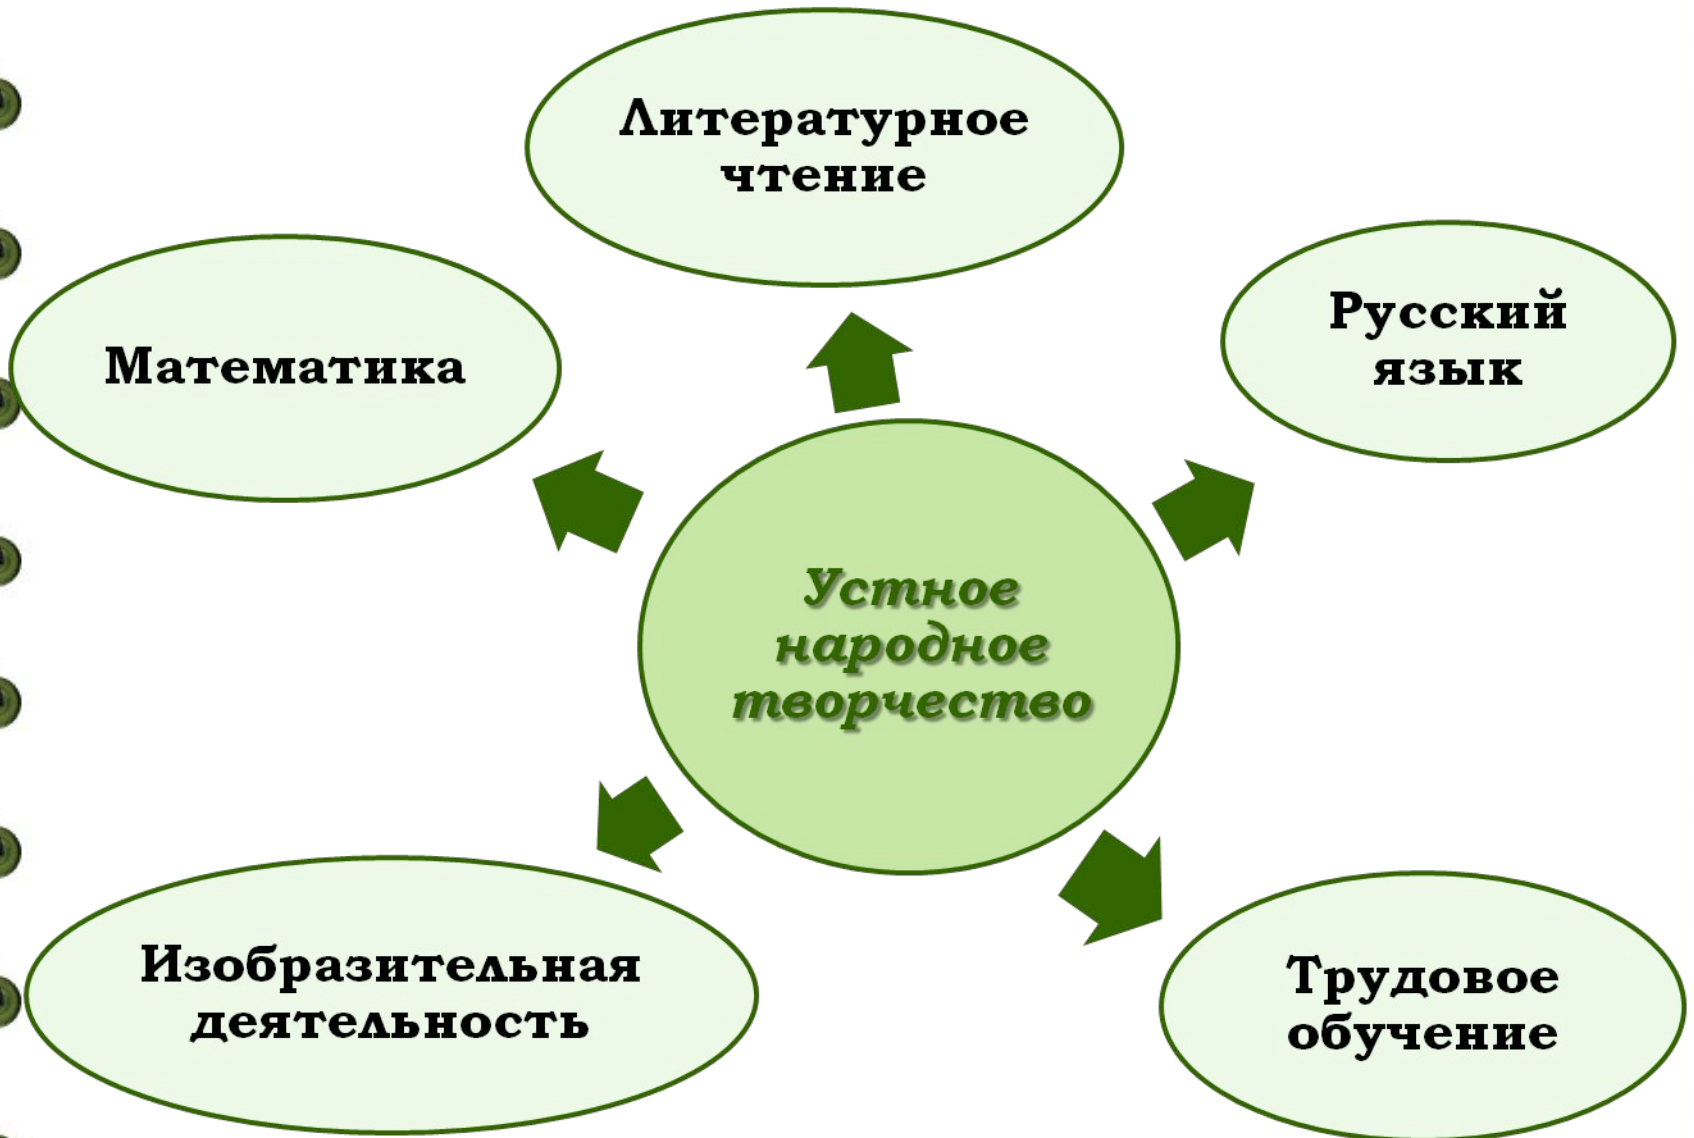 Литературное
чтение
Русский
язык
Математика
Устное
народное
творчество
Изобразительная
деятельность
Трудовое
обучение